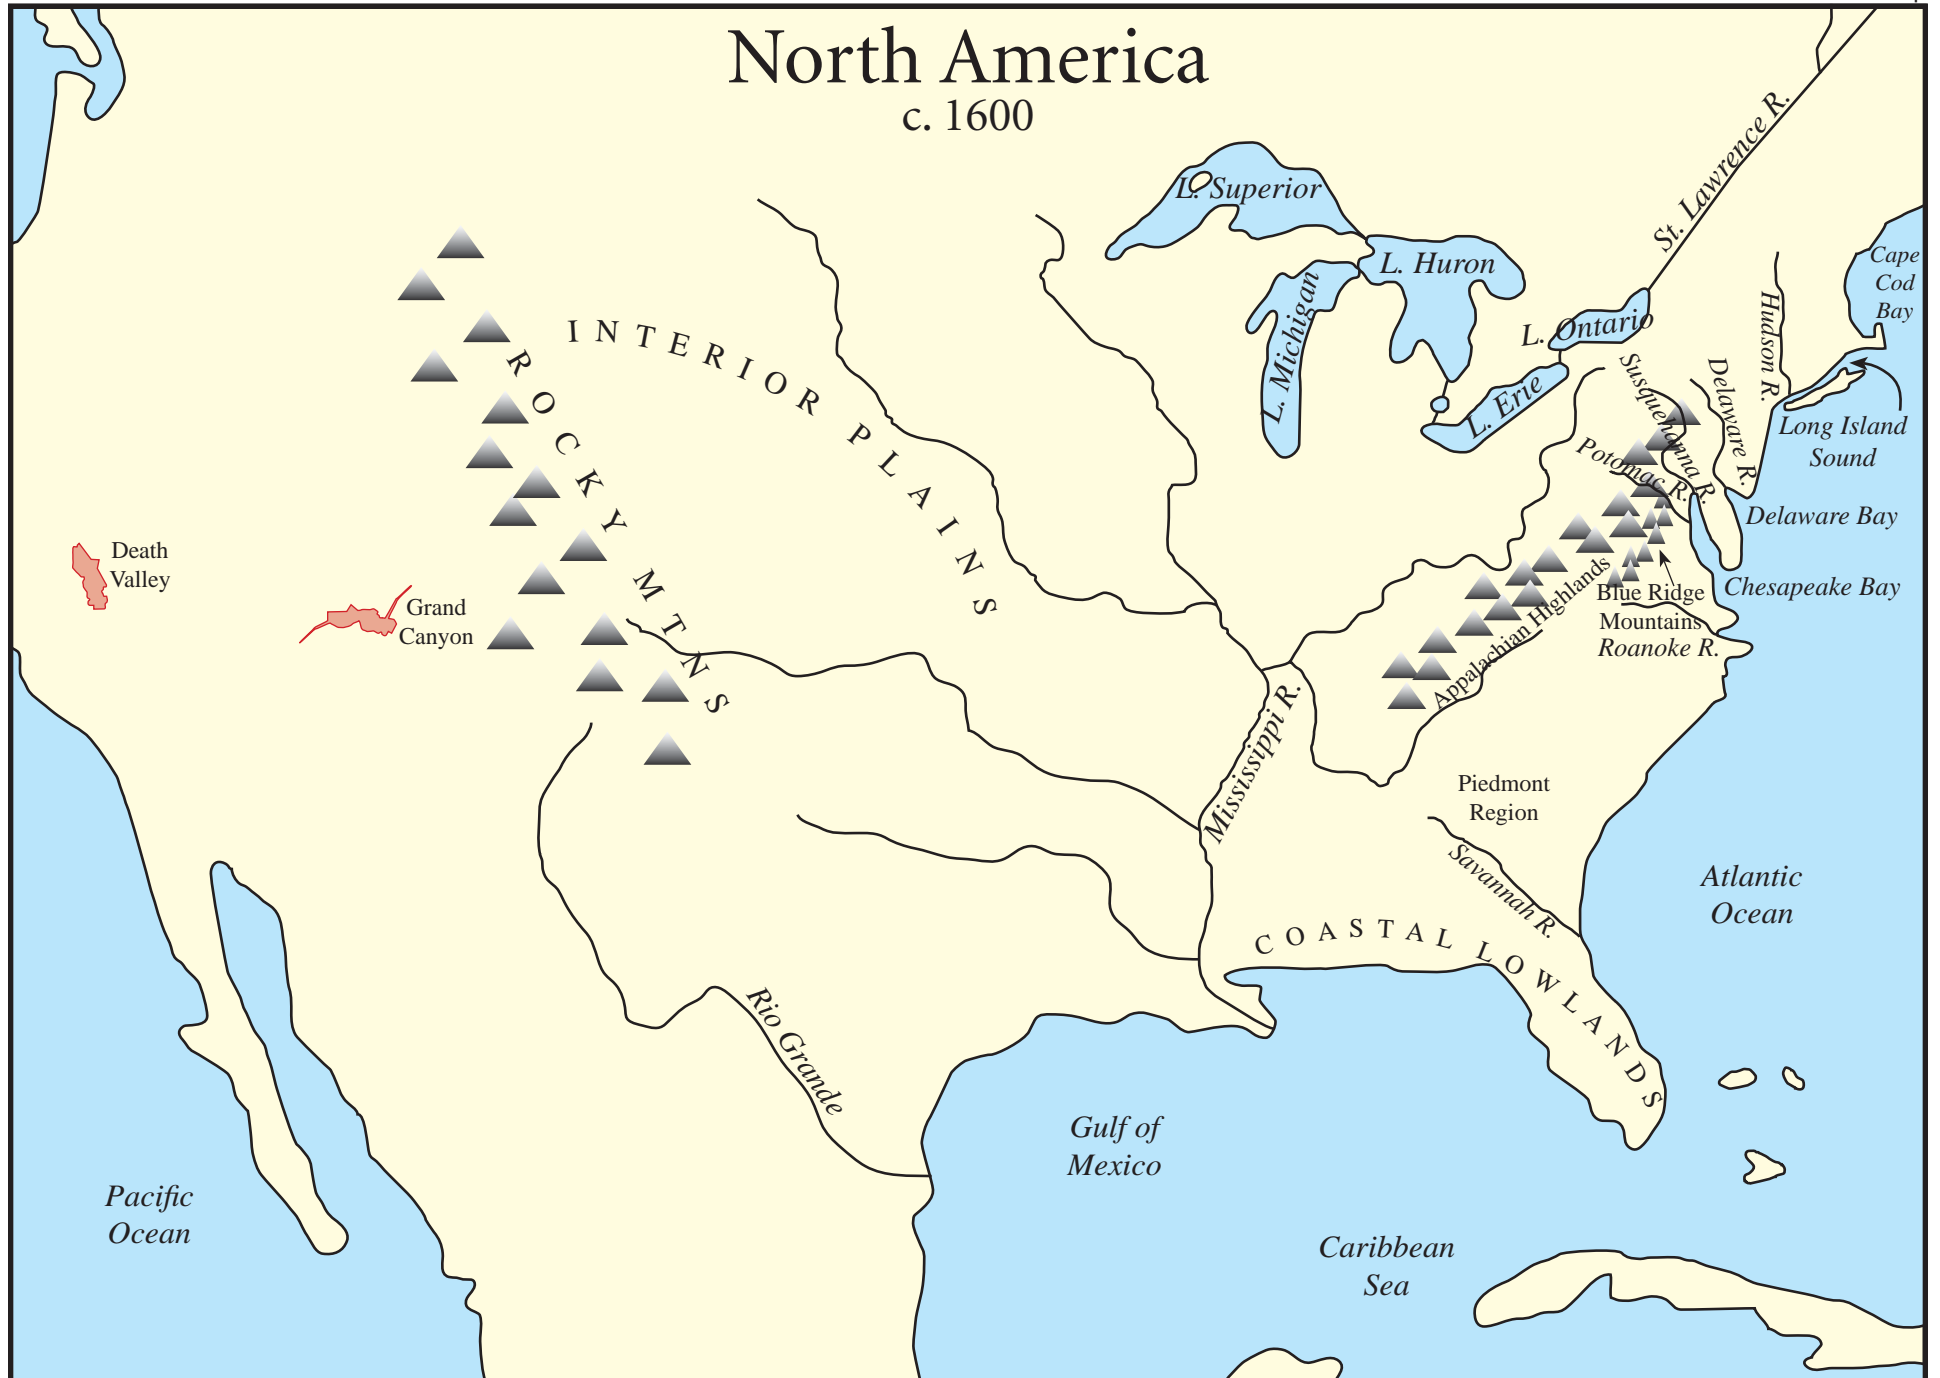 North America
c. 1600
L. Superior
L. Huron
L. Michigan
L. Ontario
L. Erie
St. Lawrence R.
Cape
Cod
Bay
Hudson R.
Delaware R.
Susquehanna R.
Potomac R.
Long Island
Sound
Delaware Bay
Chesapeake Bay
INTERIOR PLAINS
ROCKY MTNS
Death
Valley
Grand
Canyon
Appalachian Highlands
Blue Ridge
Mountains
Roanoke R.
Mississippi R.
Piedmont
Region
Savannah R.
COASTAL LOWLANDS
Atlantic
Ocean
Rio Grande
Gulf of
Mexico
Pacific
Ocean
Caribbean
Sea